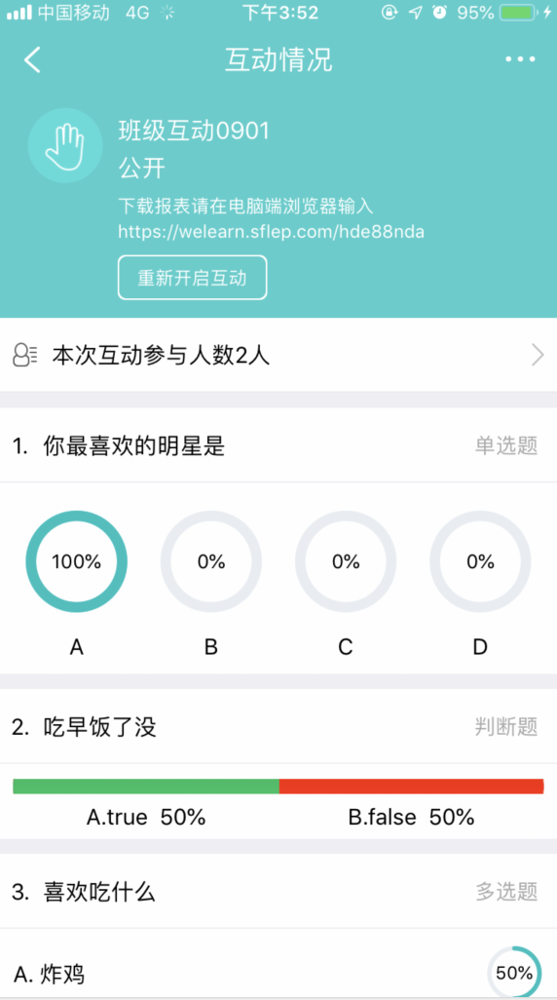 中国移动 4G 下午3:52 95%
互动情况
班级互动0901
公开
下载报表请在电脑端浏览器输入
https://welearn.sflep.com/hde88nda
重新开启互动
本次互动参与人数2人
1. 你最喜欢的明星是 单选题
100% 0% 0% 0%
A B C D
2. 吃早饭了没 判断题
A.true 50% B.false 50%
3. 喜欢吃什么 多选题
A. 炸鸡 50%